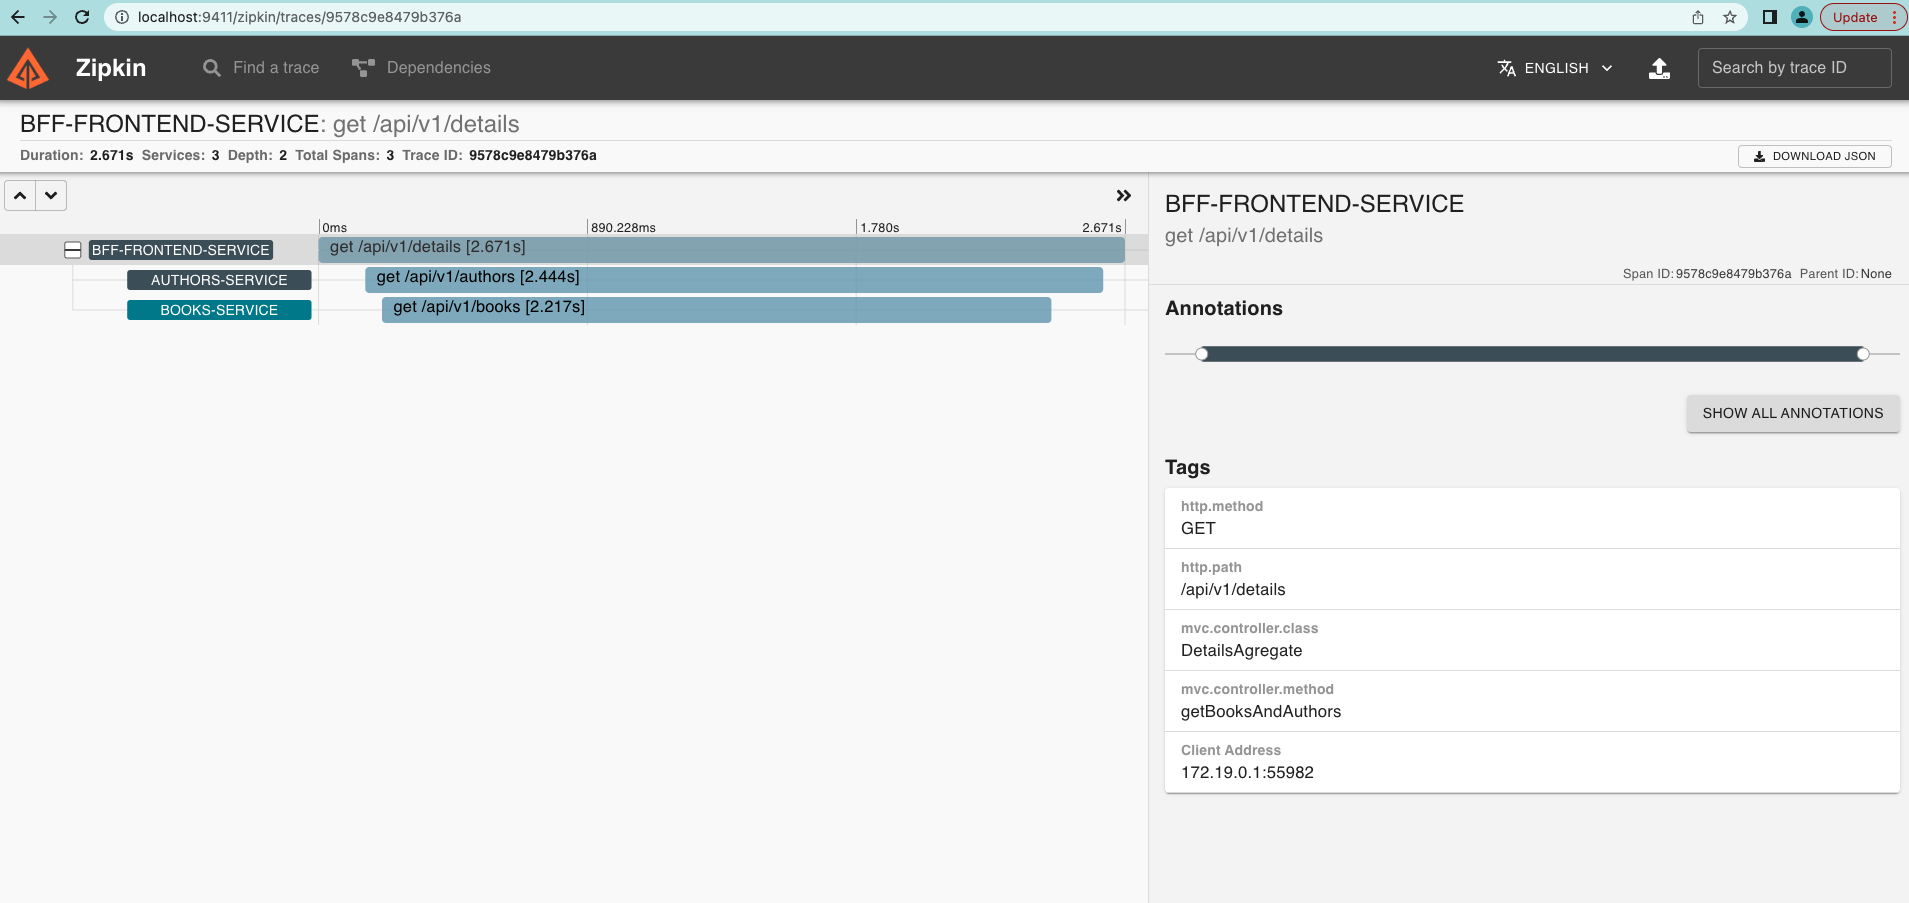 localhost:9411/zipkin/traces/9578c9e8479b376a
Update
Zipkin
Find a trace
Dependencies
ENGLISH
Search by trace ID
BFF-FRONTEND-SERVICE: get /api/v1/details
Duration: 2.671s Services: 3 Depth: 2 Total Spans: 3 Trace ID: 9578c9e8479b376a
DOWNLOAD JSON
0ms 890.228ms 1.780s 2.671s
BFF-FRONTEND-SERVICE get /api/v1/details [2.671s]
AUTHORS-SERVICE get /api/v1/authors [2.444s]
BOOKS-SERVICE get /api/v1/books [2.217s]
BFF-FRONTEND-SERVICE
get /api/v1/details
Span ID: 9578c9e8479b376a Parent ID: None
Annotations
SHOW ALL ANNOTATIONS
Tags
http.method
GET
http.path
/api/v1/details
mvc.controller.class
DetailsAgregate
mvc.controller.method
getBooksAndAuthors
Client Address
172.19.0.1:55982